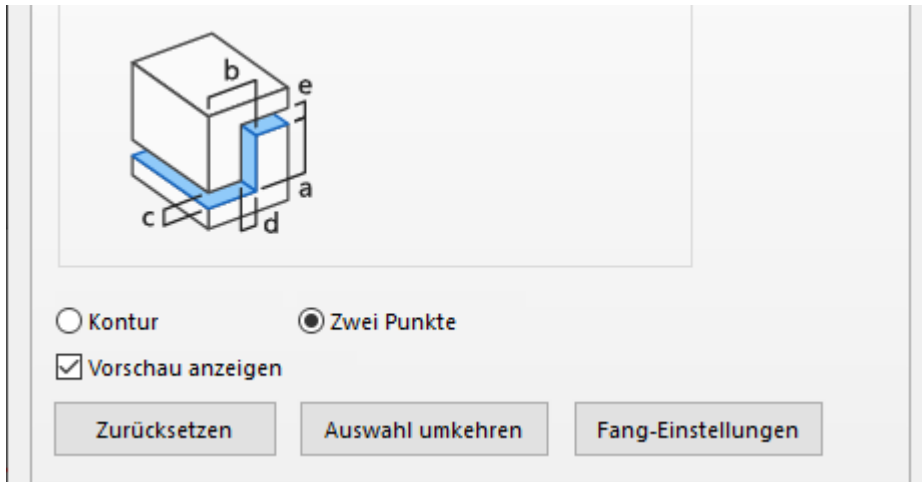 b
e
a
c
d
Kontur Zwei Punkte
Vorschau anzeigen
Zurücksetzen Auswahl umkehren Fang-Einstellungen